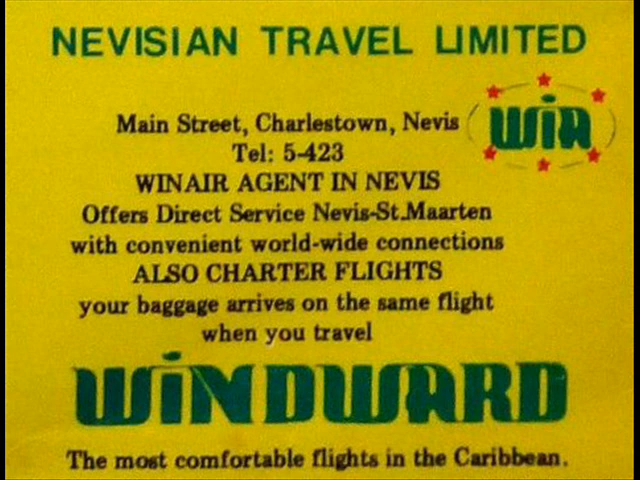 NEVISIAN TRAVEL LIMITED
Main Street, Charlestown, Nevis
WiA
Tel: 5-423
WINAIR AGENT IN NEVIS
Offers Direct Service Nevis-St.Maarten
with convenient world-wide connections
ALSO CHARTER FLIGHTS
your baggage arrives on the same flight
when you travel
WiNDWARD
The most comfortable flights in the Caribbean.